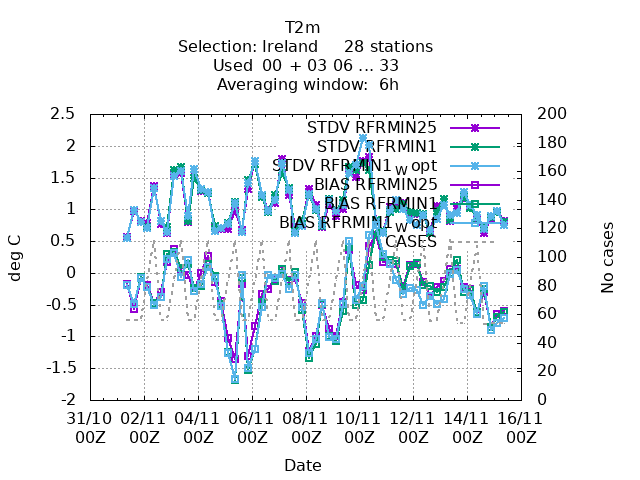 T2m
Selection: Ireland 28 stations
Used 00 + 03 06 ... 33
Averaging window: 6h
deg C
2.5
2
1.5
1
0.5
0
-0.5
-1
-1.5
-2
STDV RFRMIN25
STDV RFRMIN1
STDV RFRMIN1w opt
BIAS RFRMIN25
BIAS RFRMIN1
BIAS RFRMIN1w opt
CASES
200
180
160
140
120
100
80
60
40
20
0
No cases
31/10 02/11 04/11 06/11 08/11 10/11 12/11 14/11 16/11
00Z 00Z 00Z 00Z 00Z 00Z 00Z 00Z 00Z
Date